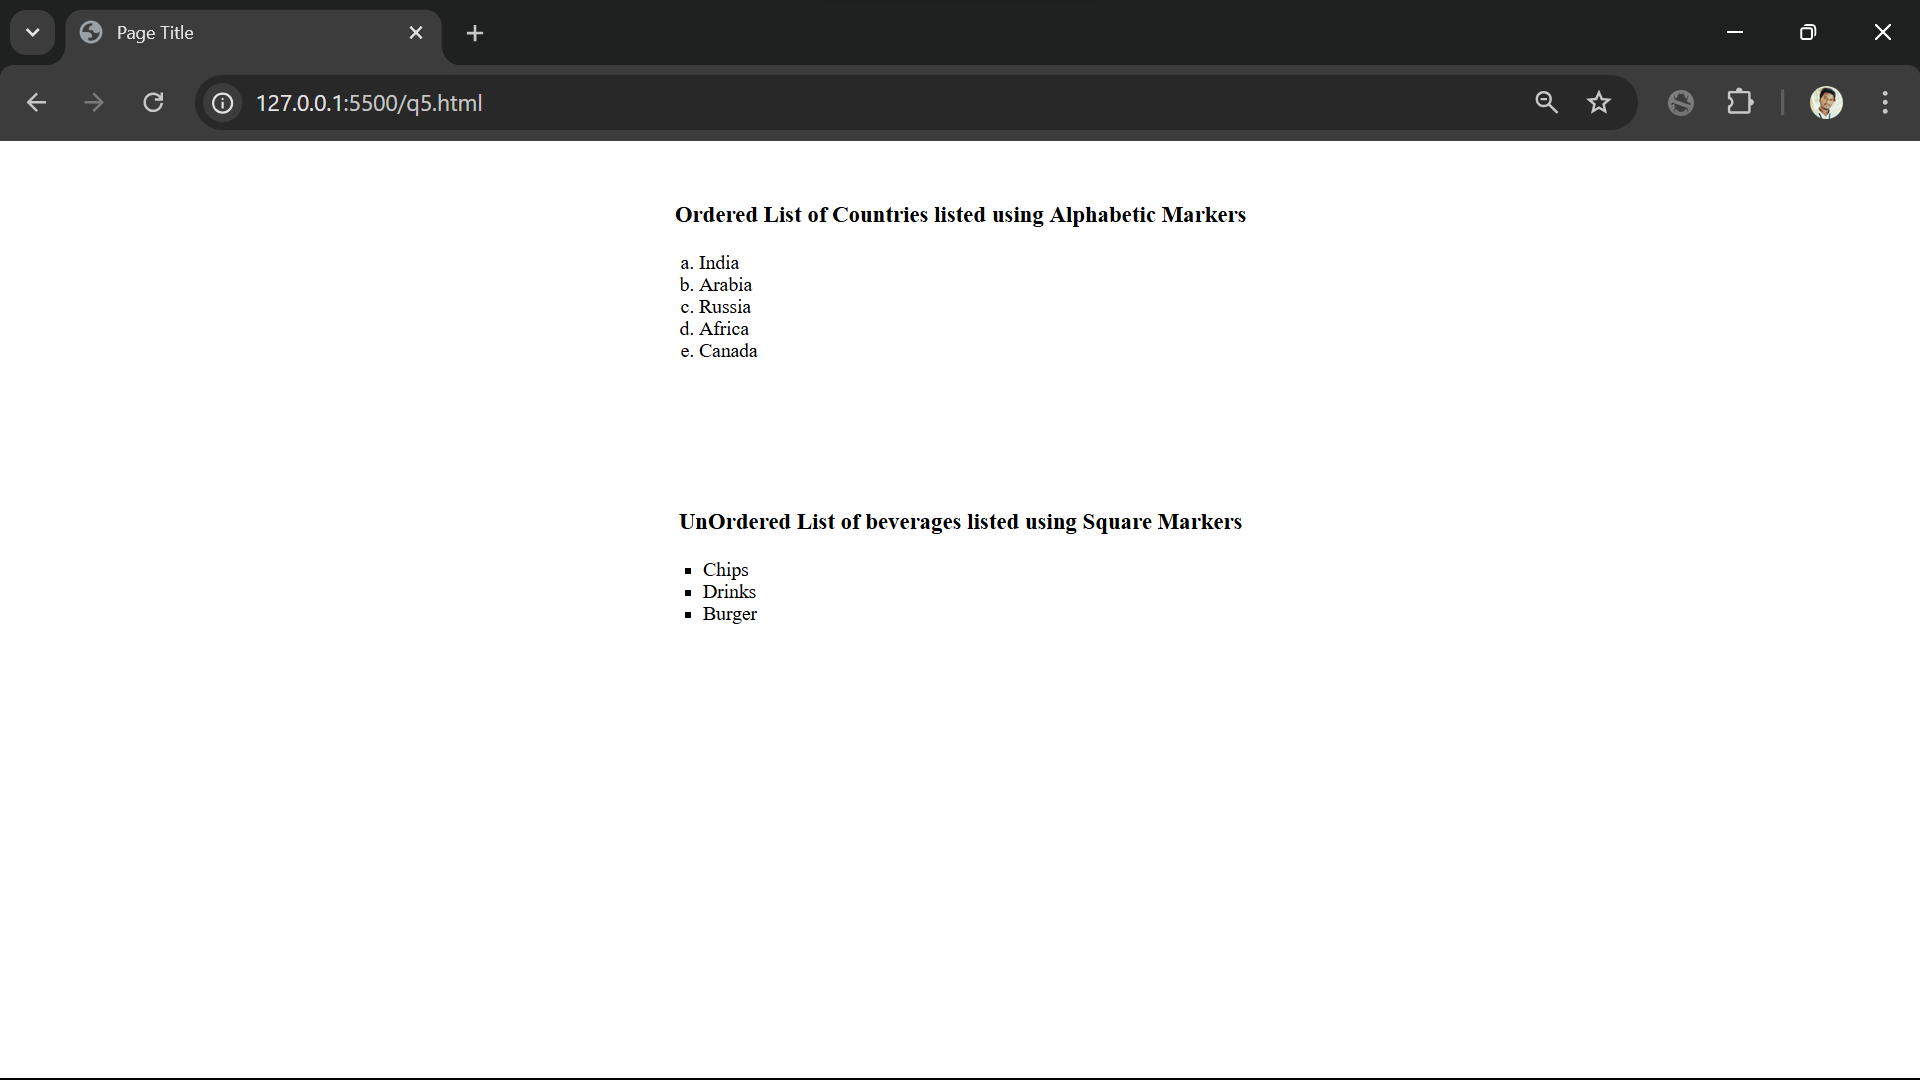 Page Title
127.0.0.1:5500/q5.html
Ordered List of Countries listed using Alphabetic Markers
a. India
b. Arabia
c. Russia
d. Africa
e. Canada
UnOrdered List of beverages listed using Square Markers
▪ Chips
▪ Drinks
▪ Burger